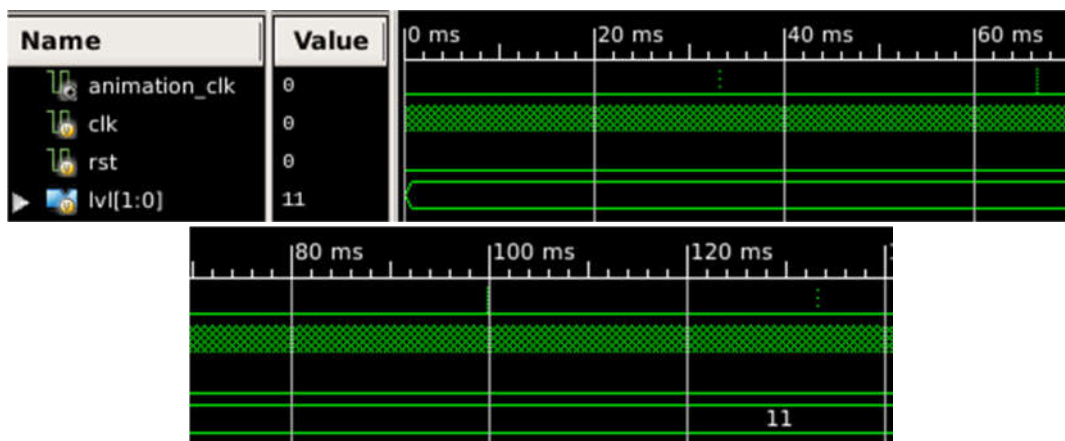 Name Value 0 ms 20 ms 40 ms 60 ms
animation_clk 0
clk 0
rst 0
lvl[1:0] 11
80 ms 100 ms 120 ms
11